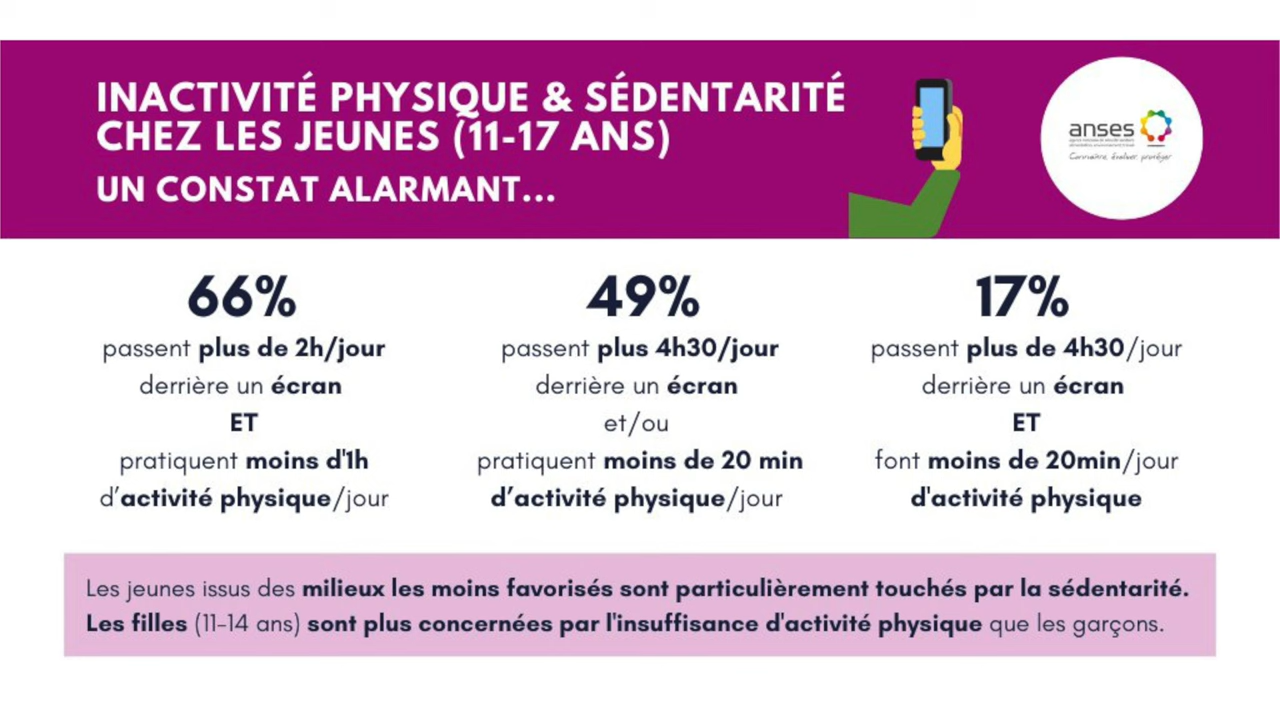 INACTIVITÉ PHYSIQUE & SÉDENTARITÉ
CHEZ LES JEUNES (11-17 ANS)
UN CONSTAT ALARMANT...
anses
Connaître, évaluer, protéger
66%
passent plus de 2h/jour
derrière un écran
ET
pratiquent moins d'1h
d’activité physique/jour
49%
passent plus 4h30/jour
derrière un écran
et/ou
pratiquent moins de 20 min
d’activité physique/jour
17%
passent plus de 4h30/jour
derrière un écran
ET
font moins de 20min/jour
d'activité physique
Les jeunes issus des milieux les moins favorisés sont particulièrement touchés par la sédentarité.
Les filles (11-14 ans) sont plus concernées par l'insuffisance d'activité physique que les garçons.